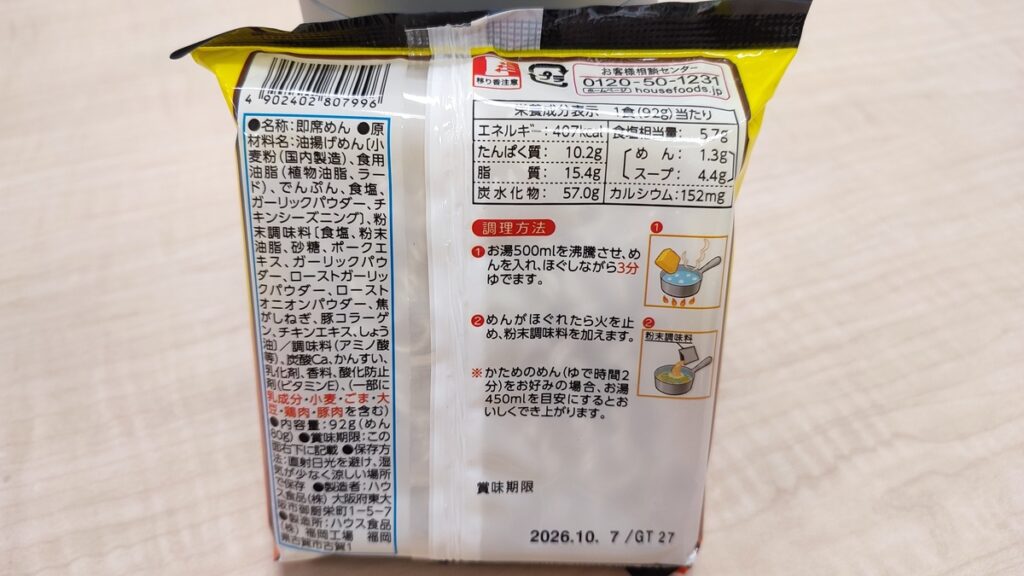 4 902402 807996
移り香注意
プラ
お客様相談センター
0120-50-1231
ホームページ housefoods.jp
●名称:即席めん ●原
材料名:油揚げめん〔小
麦粉(国内製造)、食用
油脂(植物油脂、ラー
ド)、でんぷん、食塩、
ガーリックパウダー、チ
キンシーズニング〕、粉
末調味料〔食塩、粉末
油脂、砂糖、ポークエ
キス、ガーリックパウ
ダー、ローストガーリッ
クパウダー、ロースト
オニオンパウダー、焦
がしねぎ、豚コラーゲ
ン、チキンエキス、しょう
油〕/調味料(アミノ酸
等)、炭酸Ca、かんすい、
乳化剤、香料、酸化防止
剤(ビタミンE)、(一部に
乳成分・小麦・ごま・大
豆・鶏肉・豚肉を含む)
●内容量:92g(めん
80g) ●賞味期限:この
面右下に記載 ●保存方
直射日光を避け、湿
が少なく涼しい場所
で保存 ●製造者:ハウ
ス食品(株) 大阪府東大
阪市御厨栄町1-5-7
●製造所:ハウス食品
(株) 福岡工場 福岡
県古賀市古賀1
栄養成分表示 1食(92g)当たり
エネルギー:407kcal 食塩相当量: 5.7g
たんぱく質: 10.2g めん: 1.3g
脂質: 15.4g スープ: 4.4g
炭水化物: 57.0g カルシウム:152mg
調理方法
1 お湯500mlを沸騰させ、め
んを入れ、ほぐしながら3分
ゆでます。
1
2 めんがほぐれたら火を止
め、粉末調味料を加えます。
2
粉末調味料
※かためのめん(ゆで時間2
分)をお好みの場合、お湯
450mlを目安にするとお
いしくでき上がります。
賞味期限
2026.10. 7 /GT 27